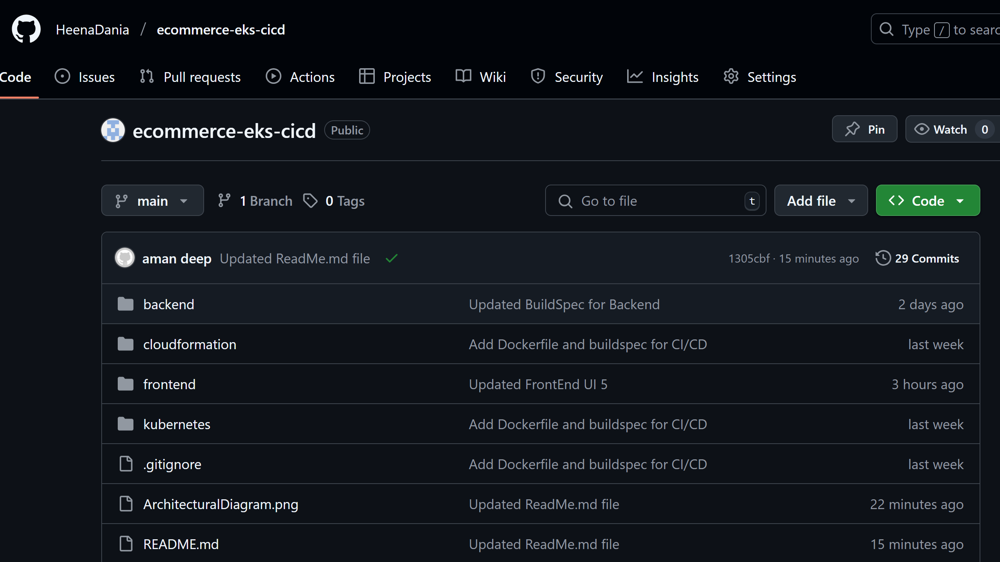 HeenaDania / ecommerce-eks-cicd
Type / to searc
Code Issues Pull requests Actions Projects Wiki Security Insights Settings
ecommerce-eks-cicd Public
Pin Watch 0
main 1 Branch 0 Tags Go to file t Add file Code
aman deep Updated ReadMe.md file 1305cbf · 15 minutes ago 29 Commits
backend Updated BuildSpec for Backend 2 days ago
cloudformation Add Dockerfile and buildspec for CI/CD last week
frontend Updated FrontEnd UI 5 3 hours ago
kubernetes Add Dockerfile and buildspec for CI/CD last week
.gitignore Add Dockerfile and buildspec for CI/CD last week
ArchitecturalDiagram.png Updated ReadMe.md file 22 minutes ago
README.md Updated ReadMe.md file 15 minutes ago